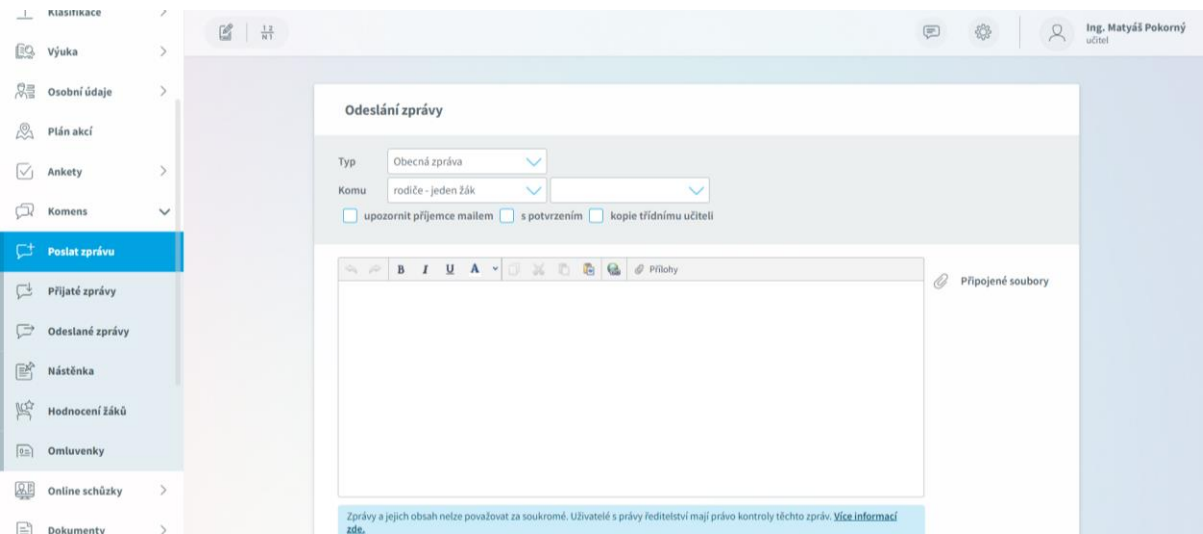 Klasifikace
Výuka
Osobní údaje
Plán akcí
Ankety
Komens
Poslat zprávu
Přijaté zprávy
Odeslané zprávy
Nástěnka
Hodnocení žáků
Omluvenky
Online schůzky
Dokumenty
1 2
N 1
Ing. Matyáš Pokorný
učitel
Odeslání zprávy
Typ Obecná zpráva
Komu rodiče - jeden žák
upozornit příjemce mailem s potvrzením kopie třídnímu učiteli
B I U A Přílohy
Připojené soubory
Zprávy a jejich obsah nelze považovat za soukromé. Uživatelé s právy ředitelství mají právo kontroly těchto zpráv. Více informací
zde.